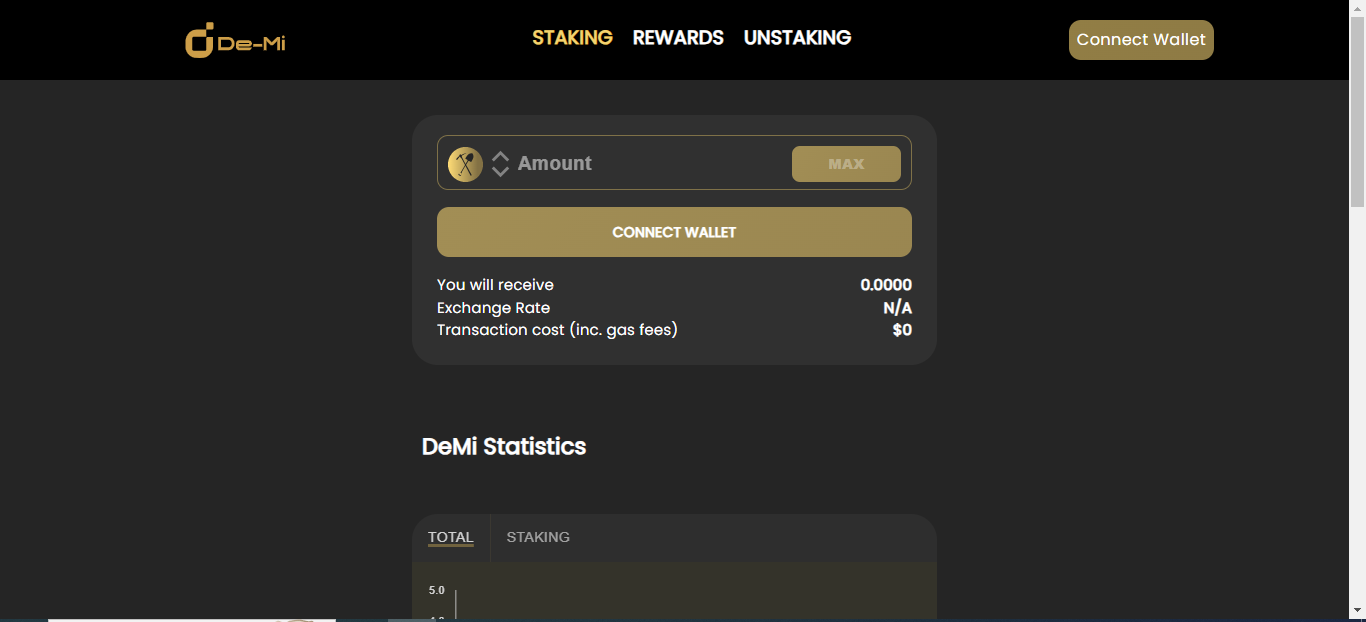 De-Mi
STAKING REWARDS UNSTAKING
Connect Wallet
Amount
MAX
CONNECT WALLET
You will receive 0.0000
Exchange Rate N/A
Transaction cost (inc. gas fees) $0
DeMi Statistics
TOTAL STAKING
5.0